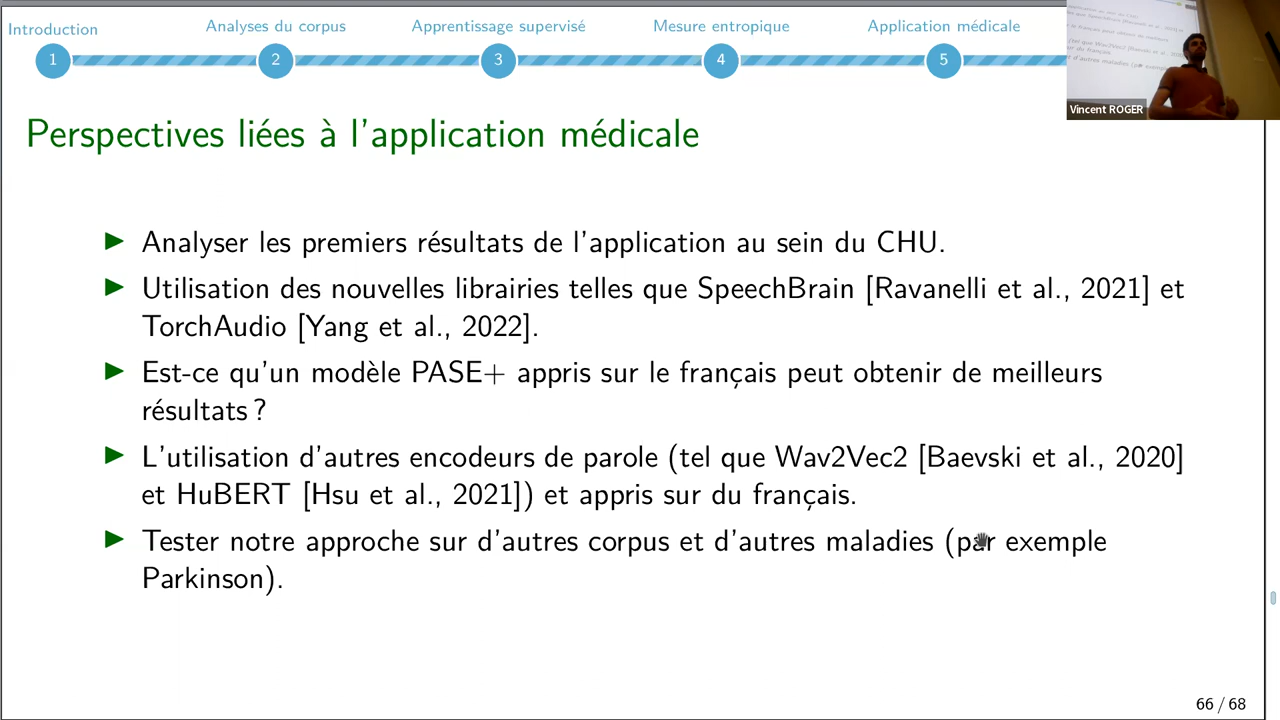 Introduction
Analyses du corpus
Apprentissage supervisé
Mesure entropique
Application médicale
1
2
3
4
5
Vincent ROGER
Perspectives liées à l'application médicale
Analyser les premiers résultats de l'application au sein du CHU.
Utilisation des nouvelles librairies telles que SpeechBrain [Ravanelli et al., 2021] et
TorchAudio [Yang et al., 2022].
Est-ce qu'un modèle PASE+ appris sur le français peut obtenir de meilleurs
résultats ?
L'utilisation d'autres encodeurs de parole (tel que Wav2Vec2 [Baevski et al., 2020]
et HuBERT [Hsu et al., 2021]) et appris sur du français.
Tester notre approche sur d'autres corpus et d'autres maladies (par exemple
Parkinson).
66 / 68